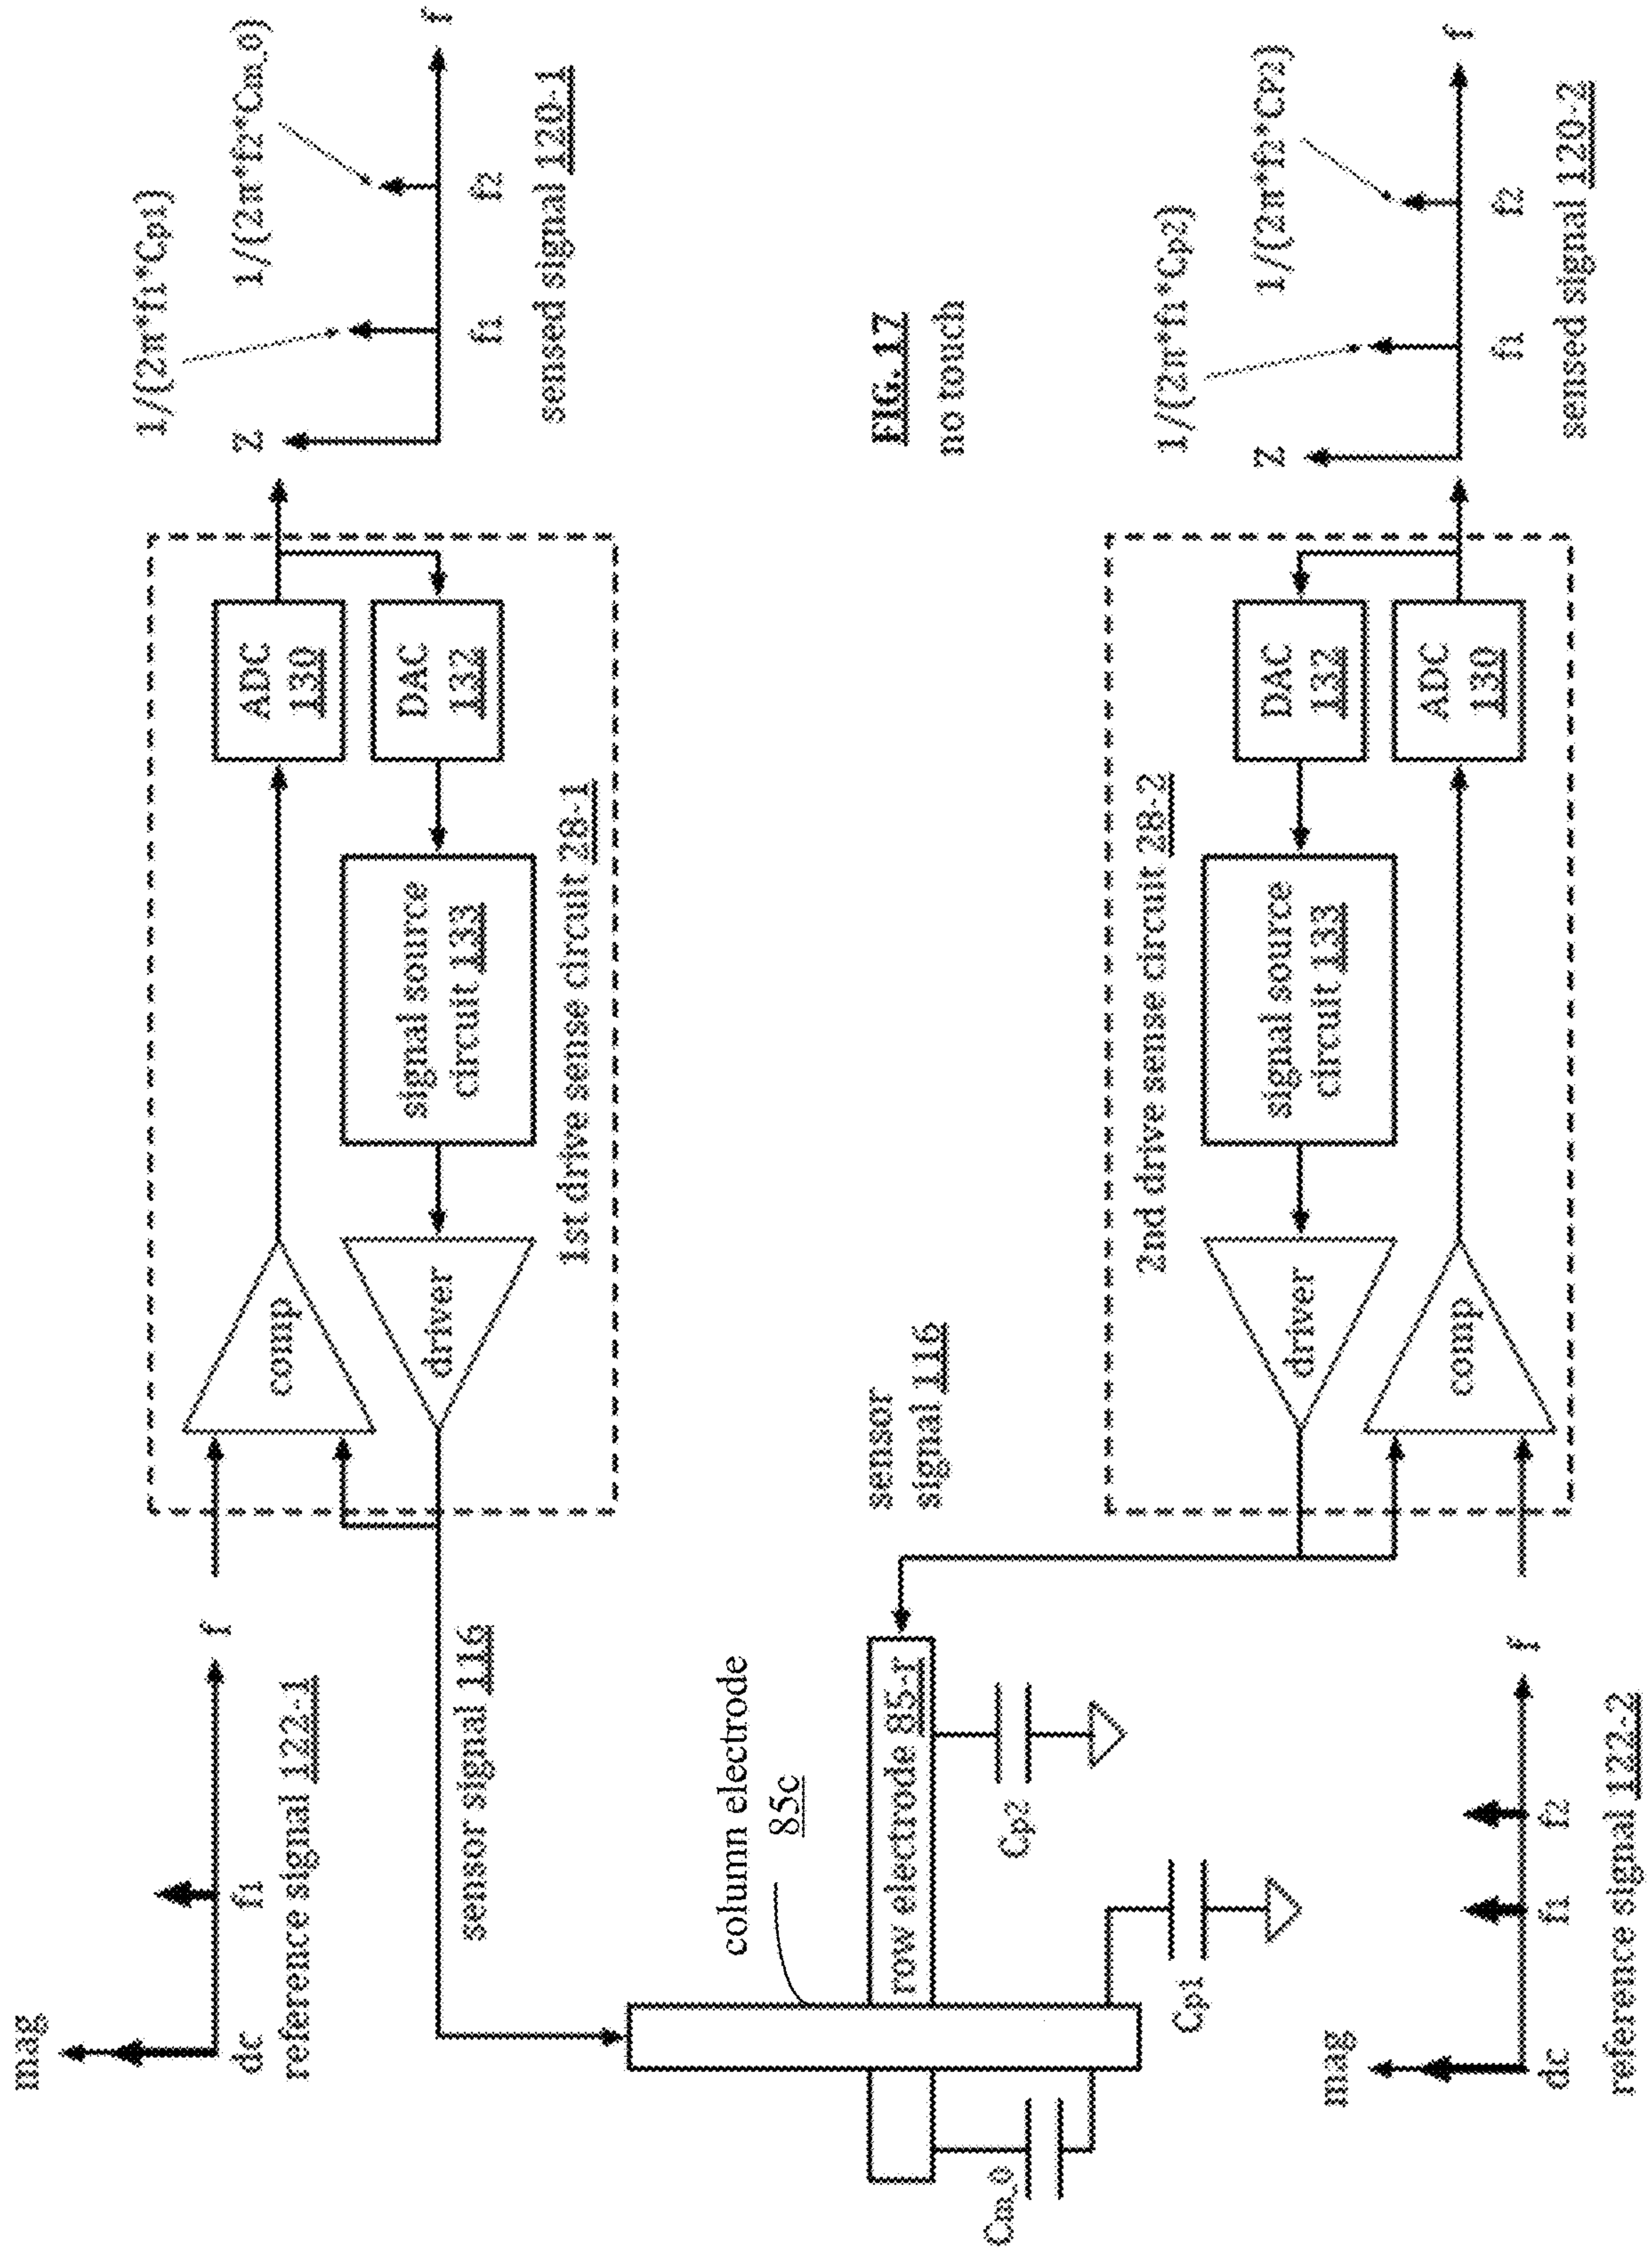 mag
dc
f1
f
reference signal 122-1
comp
ADC
130
DAC
132
signal source
circuit 133
driver
1st drive sense circuit 28-1
Z
1/(2π*f1*Cp1)
1/(2π*f2*Cm_0)
f1
f2
f
sensed signal 120-1
sensor signal 116
column electrode
85c
row electrode 85-r
Cm_0
Cp1
Cp2
sensor
signal 116
FIG. 17
no touch
2nd drive sense circuit 28-2
driver
signal source
circuit 133
DAC
132
comp
ADC
130
mag
dc
f1
f2
f
reference signal 122-2
Z
1/(2π*f1*Cp2)
1/(2π*f2*CP2)
f1
f2
f
sensed signal 120-2